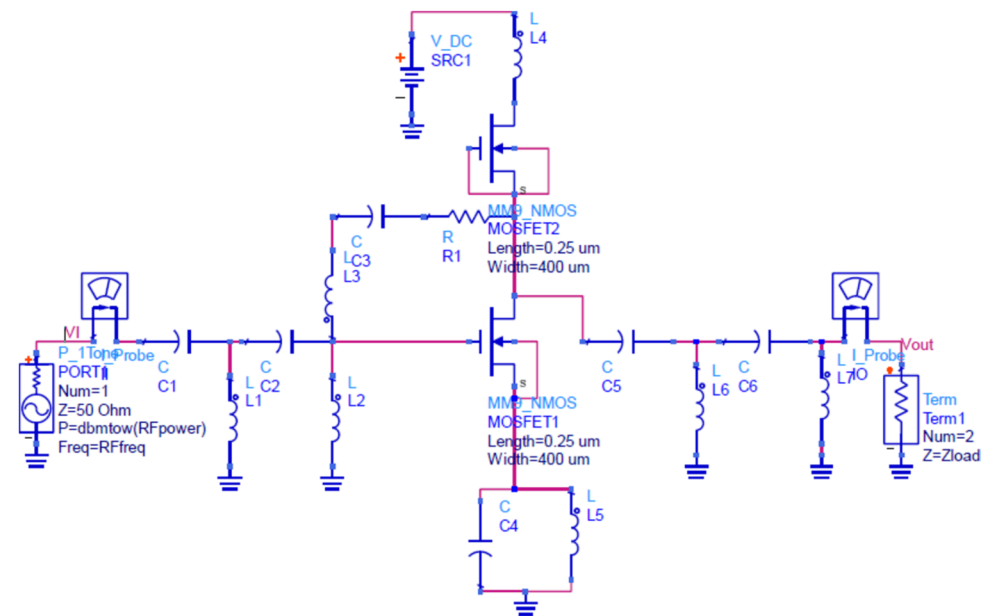 L
L4
V_DC
SRC1
+
−
s
MM9_NMOS
MOSFET2
Length=0.25 um
Width=400 um
C
C3
R
R1
L
L3
VI
P_1Tone
I_Probe
PORT1
Num=1
Z=50 Ohm
P=dbmtow(RFpower)
Freq=RFfreq
+
−
C
C1
C
C2
L
L1
L
L2
s
MM9_NMOS
MOSFET1
Length=0.25 um
Width=400 um
C
C4
L
L5
C
C5
C
C6
L
L6
L
L7
I_Probe
IO
Vout
Term
Term1
Num=2
Z=Zload
−